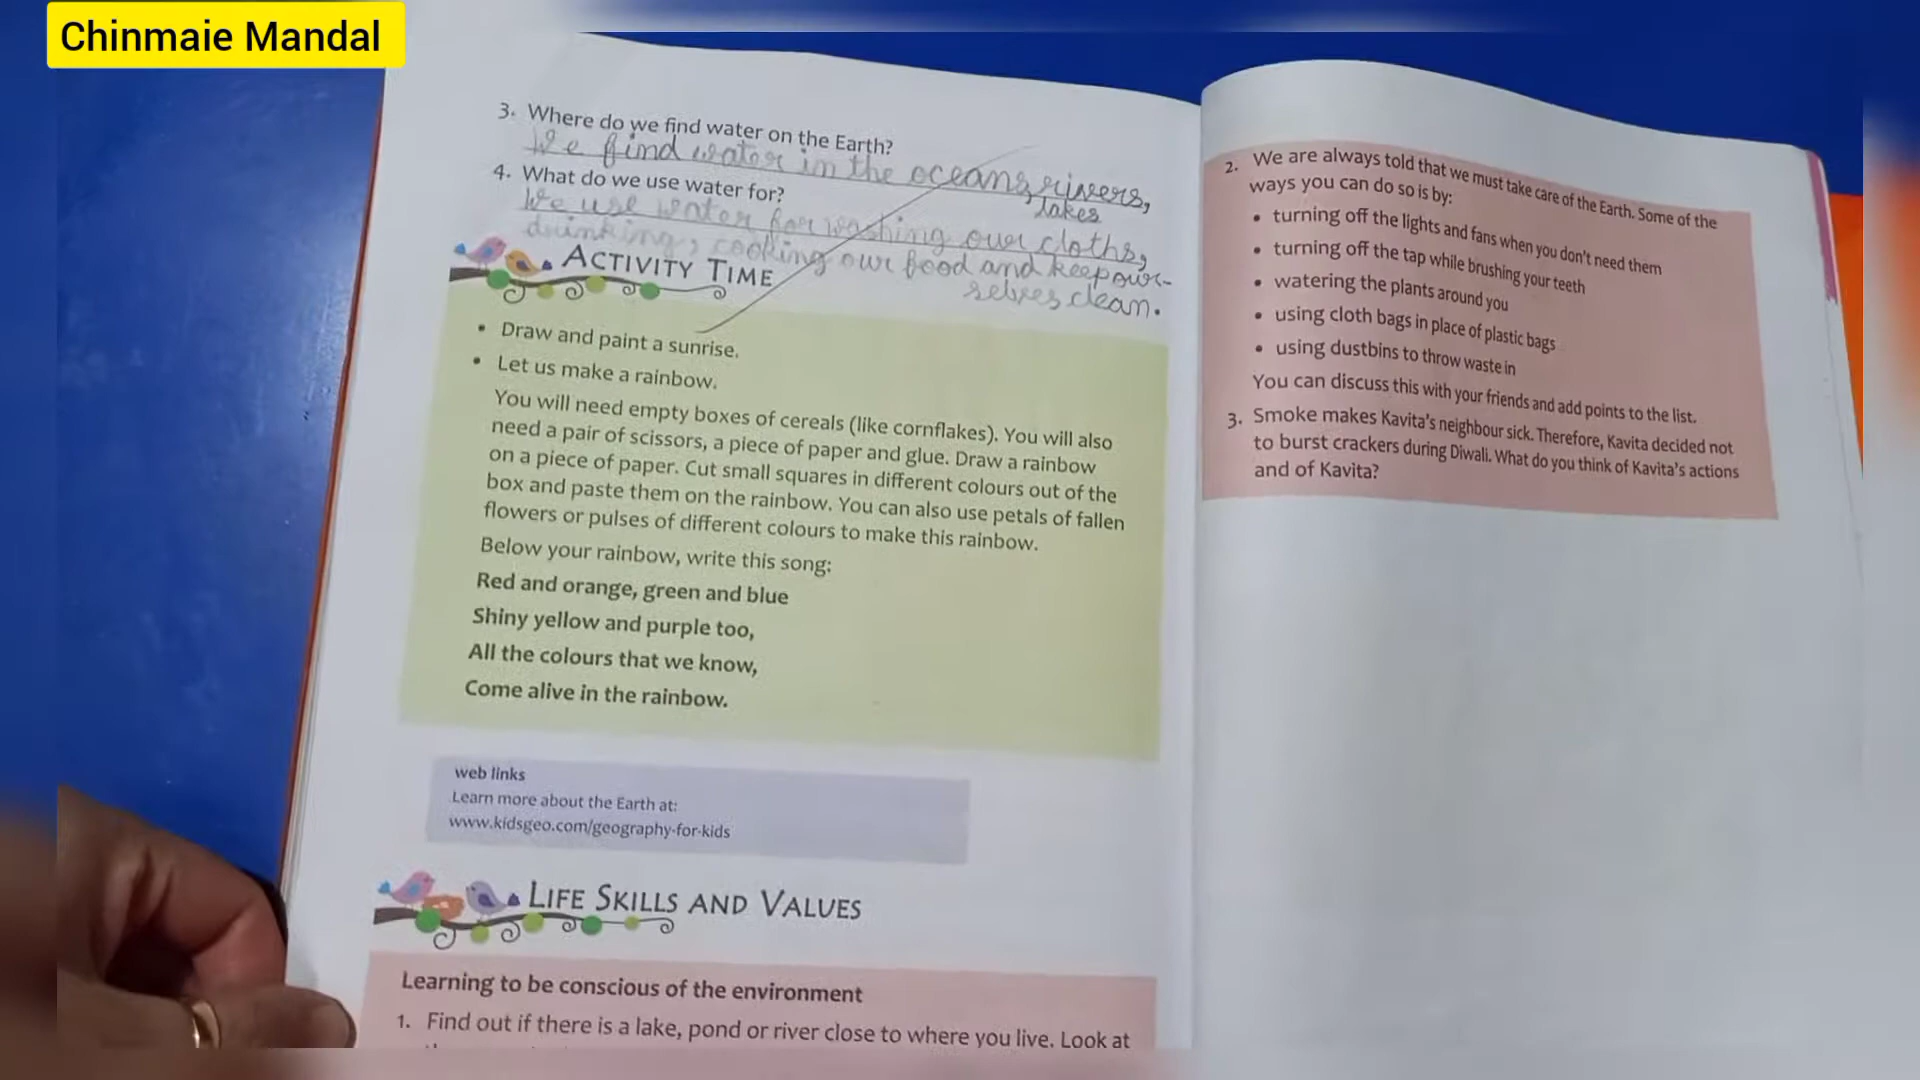 Chinmaie Mandal
3. Where do we find water on the Earth?
We find water in the oceans, rivers,
lakes
4. What do we use water for?
We use water for washing our cloths,
drinking, cooking our food and keep our-
selves clean.
ACTIVITY TIME
• Draw and paint a sunrise.
• Let us make a rainbow.
You will need empty boxes of cereals (like cornflakes). You will also
need a pair of scissors, a piece of paper and glue. Draw a rainbow
on a piece of paper. Cut small squares in different colours out of the
box and paste them on the rainbow. You can also use petals of fallen
flowers or pulses of different colours to make this rainbow.
Below your rainbow, write this song:
Red and orange, green and blue
Shiny yellow and purple too,
All the colours that we know,
Come alive in the rainbow.
web links
Learn more about the Earth at:
www.kidsgeo.com/geography-for-kids
LIFE SKILLS AND VALUES
Learning to be conscious of the environment
1. Find out if there is a lake, pond or river close to where you live. Look at
2. We are always told that we must take care of the Earth. Some of the
ways you can do so is by:
• turning off the lights and fans when you don't need them
• turning off the tap while brushing your teeth
• watering the plants around you
• using cloth bags in place of plastic bags
• using dustbins to throw waste in
You can discuss this with your friends and add points to the list.
3. Smoke makes Kavita's neighbour sick. Therefore, Kavita decided not
to burst crackers during Diwali. What do you think of Kavita's actions
and of Kavita?